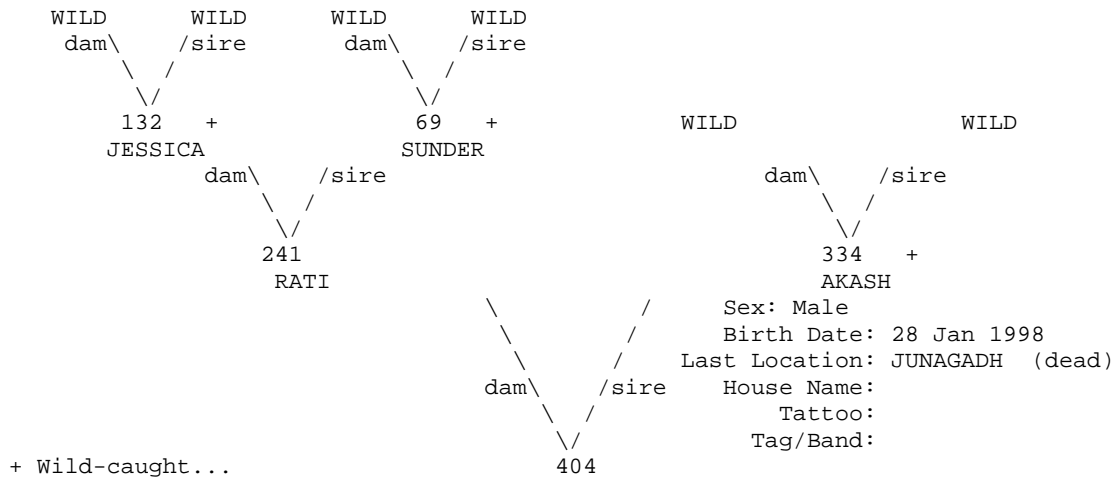 WILD WILD WILD WILD
dam\ /sire dam\ /sire
\ / \ /
\/ \/
132 + 69 + WILD WILD
JESSICA SUNDER
dam\ /sire dam\ /sire
\ / \ /
\/ \/
241 334 +
RATI AKASH
\ / Sex: Male
\ / Birth Date: 28 Jan 1998
\ / Last Location: JUNAGADH (dead)
dam\ /sire House Name:
\ / Tattoo:
\/ Tag/Band:
+ Wild-caught... 404